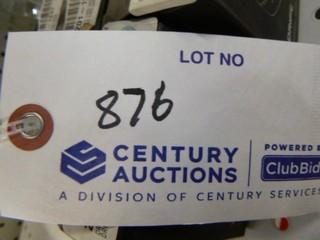 LOT NO
876
CENTURY
AUCTIONS
POWERED B
ClubBid
A DIVISION OF CENTURY SERVICES